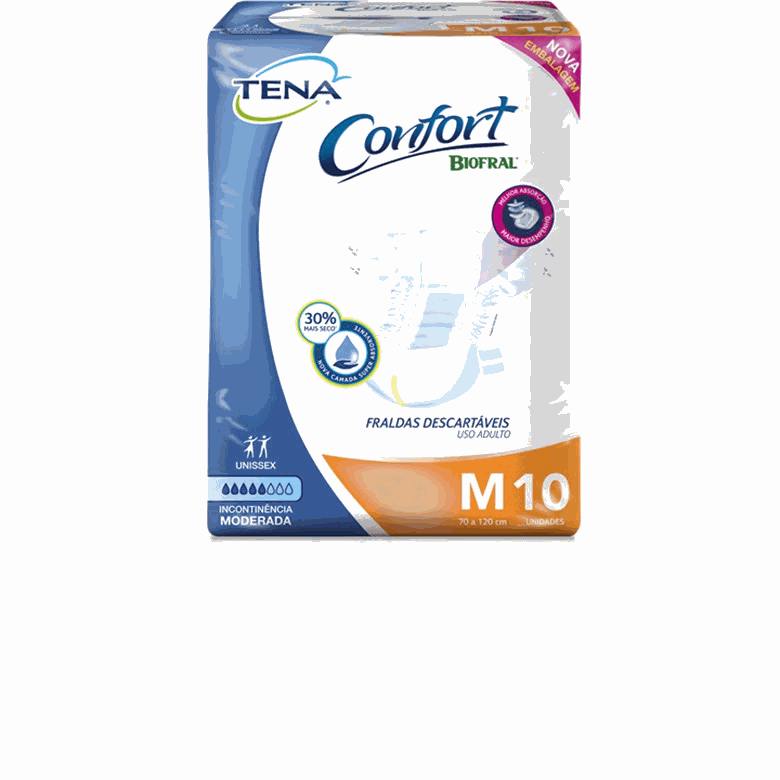 M10
NOVA
EMBALAGEM
TENA
®
Confort
BIOFRAL
MELHOR ABSORÇÃO
MAIOR DESEMPENHO
30%
MAIS SECO*
NOVA CAMADA SUPER ABSORVENTE
FRALDAS DESCARTÁVEIS
USO ADULTO
UNISSEX
INCONTINÊNCIA
MODERADA
M 10
70 a 120 cm
UNIDADES